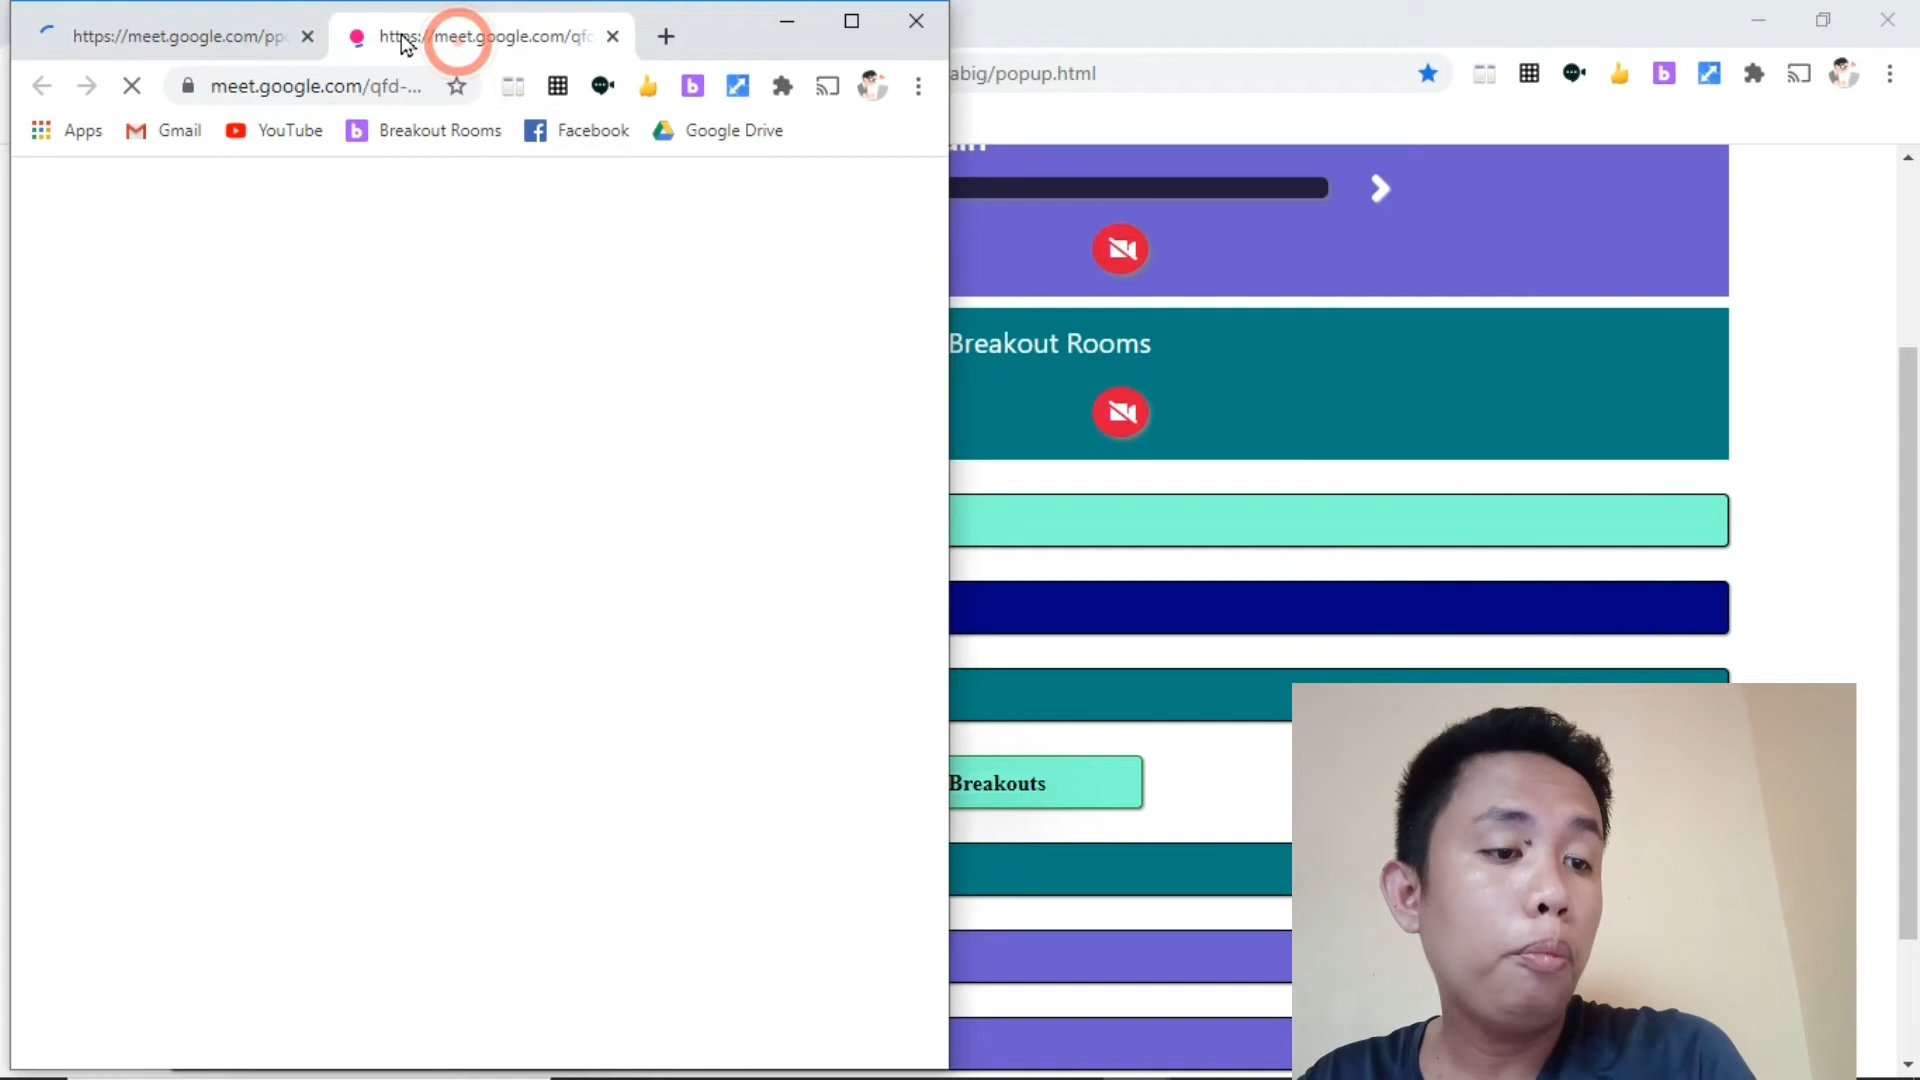 https://meet.google.com/pp
https://meet.google.com/qf
abig/popup.html
meet.google.com/qfd-...
Apps
Gmail
YouTube
Breakout Rooms
Facebook
Google Drive
Breakout Rooms
Breakouts